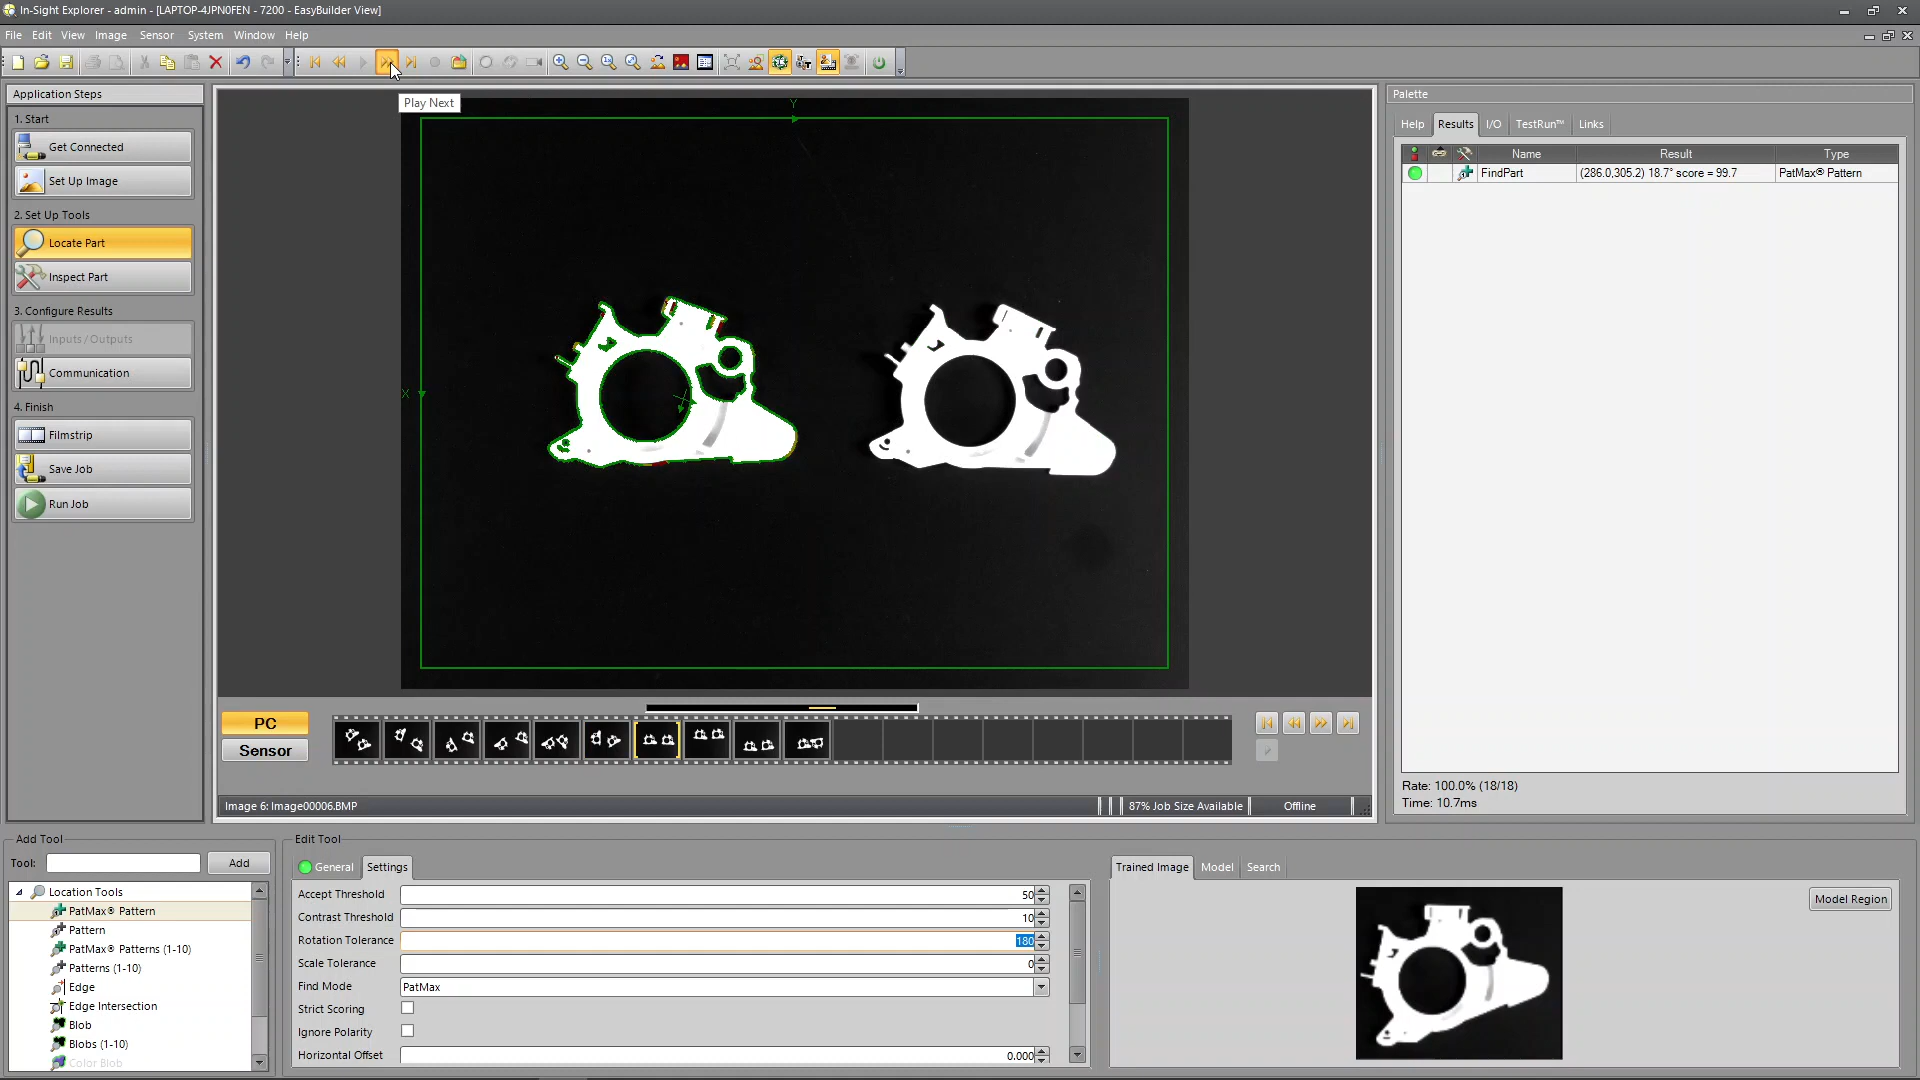 In-Sight Explorer - admin - [LAPTOP-4JPN0FEN - 7200 - EasyBuilder View]
File Edit View Image Sensor System Window Help
Play Next
Application Steps
1. Start
Get Connected
Set Up Image
2. Set Up Tools
Locate Part
Inspect Part
3. Configure Results
Inputs / Outputs
Communication
4. Finish
Filmstrip
Save Job
Run Job
Y
X
PC
Sensor
Image 6: Image00006.BMP
87% Job Size Available
Offline
Palette
Help Results I/O TestRun™ Links
Name Result Type
FindPart (286.0,305.2) 18.7° score = 99.7 PatMax® Pattern
Rate: 100.0% (18/18)
Time: 10.7ms
Add Tool
Tool:
Add
Location Tools
PatMax® Pattern
Pattern
PatMax® Patterns (1-10)
Patterns (1-10)
Edge
Edge Intersection
Blob
Blobs (1-10)
Color Blob
Edit Tool
General Settings
Accept Threshold 50
Contrast Threshold 10
Rotation Tolerance 180
Scale Tolerance 0
Find Mode PatMax
Strict Scoring
Ignore Polarity
Horizontal Offset 0.000
Trained Image Model Search
Model Region